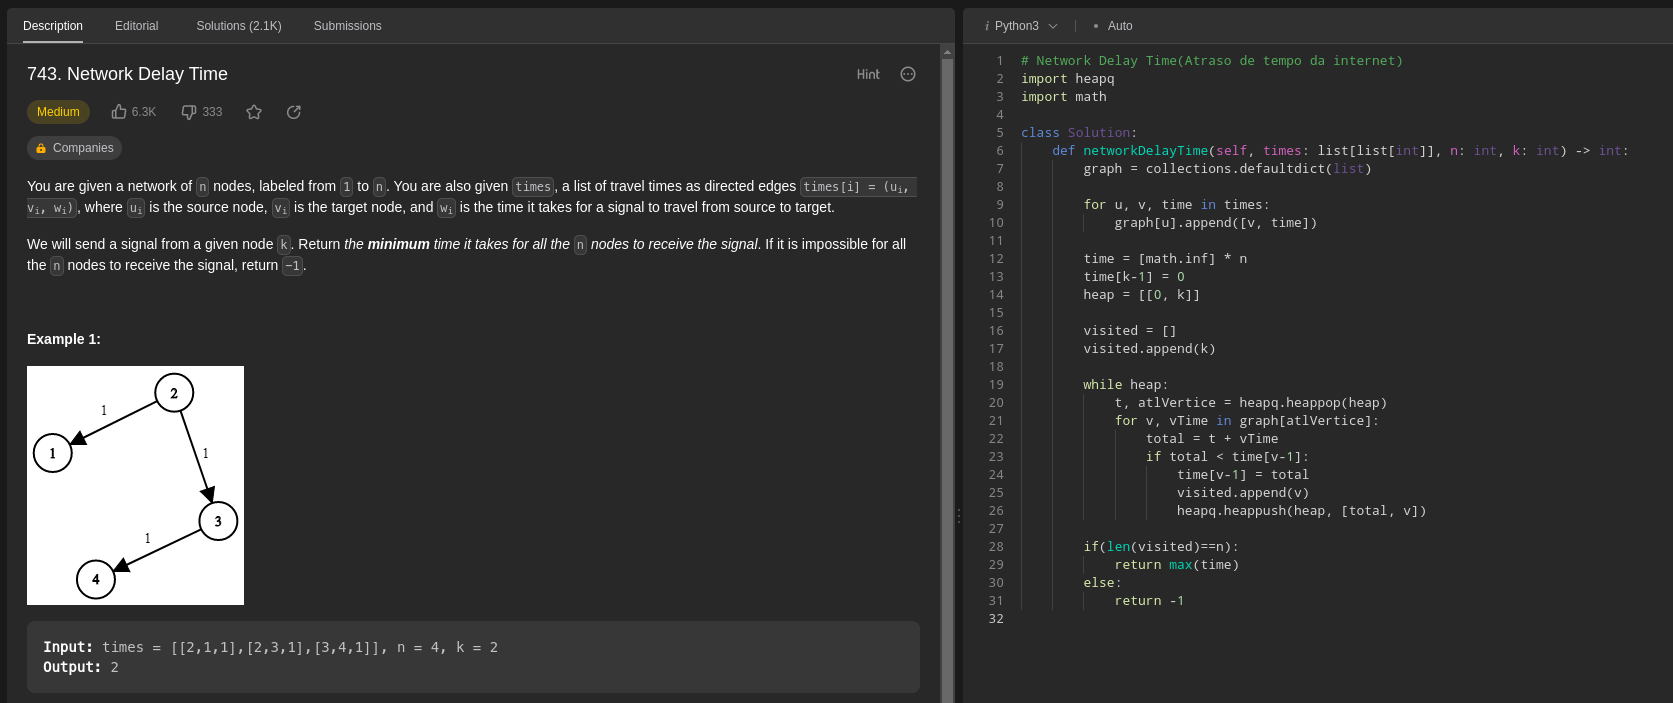 Description Editorial Solutions (2.1K) Submissions
743. Network Delay Time Hint
Medium 6.3K 333
Companies
You are given a network of n nodes, labeled from 1 to n. You are also given times, a list of travel times as directed edges times[i] = (ui,
vi, wi), where ui is the source node, vi is the target node, and wi is the time it takes for a signal to travel from source to target.
We will send a signal from a given node k. Return the minimum time it takes for all the n nodes to receive the signal. If it is impossible for all
the n nodes to receive the signal, return -1.
Example 1:
2
1
1
1
3
1
4
Input: times = [[2,1,1],[2,3,1],[3,4,1]], n = 4, k = 2
Output: 2
i Python3 Auto
1 # Network Delay Time(Atraso de tempo da internet)
2 import heapq
3 import math
4
5 class Solution:
6     def networkDelayTime(self, times: list[list[int]], n: int, k: int) -> int:
7         graph = collections.defaultdict(list)
8
9         for u, v, time in times:
10             graph[u].append([v, time])
11
12         time = [math.inf] * n
13         time[k-1] = 0
14         heap = [[0, k]]
15
16         visited = []
17         visited.append(k)
18
19         while heap:
20             t, atlVertice = heapq.heappop(heap)
21             for v, vTime in graph[atlVertice]:
22                 total = t + vTime
23                 if total < time[v-1]:
24                     time[v-1] = total
25                     visited.append(v)
26                     heapq.heappush(heap, [total, v])
27
28         if(len(visited)==n):
29             return max(time)
30         else:
31             return -1
32